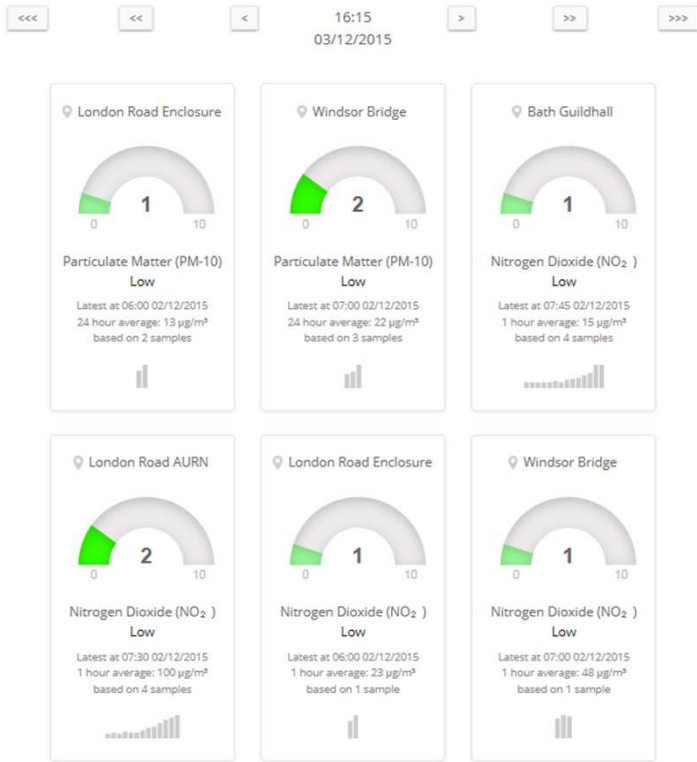 <<< << < 16:15 > >> >>>
03/12/2015
London Road Enclosure
1
0 10
Particulate Matter (PM-10)
Low
Latest at 06:00 02/12/2015
24 hour average: 13 µg/m³
based on 2 samples
Windsor Bridge
2
0 10
Particulate Matter (PM-10)
Low
Latest at 07:00 02/12/2015
24 hour average: 22 µg/m³
based on 3 samples
Bath Guildhall
1
0 10
Nitrogen Dioxide (NO₂ )
Low
Latest at 07:45 02/12/2015
1 hour average: 15 µg/m³
based on 4 samples
London Road AURN
2
0 10
Nitrogen Dioxide (NO₂ )
Low
Latest at 07:30 02/12/2015
1 hour average: 100 µg/m³
based on 4 samples
London Road Enclosure
1
0 10
Nitrogen Dioxide (NO₂ )
Low
Latest at 06:00 02/12/2015
1 hour average: 23 µg/m³
based on 1 sample
Windsor Bridge
1
0 10
Nitrogen Dioxide (NO₂ )
Low
Latest at 07:00 02/12/2015
1 hour average: 48 µg/m³
based on 1 sample